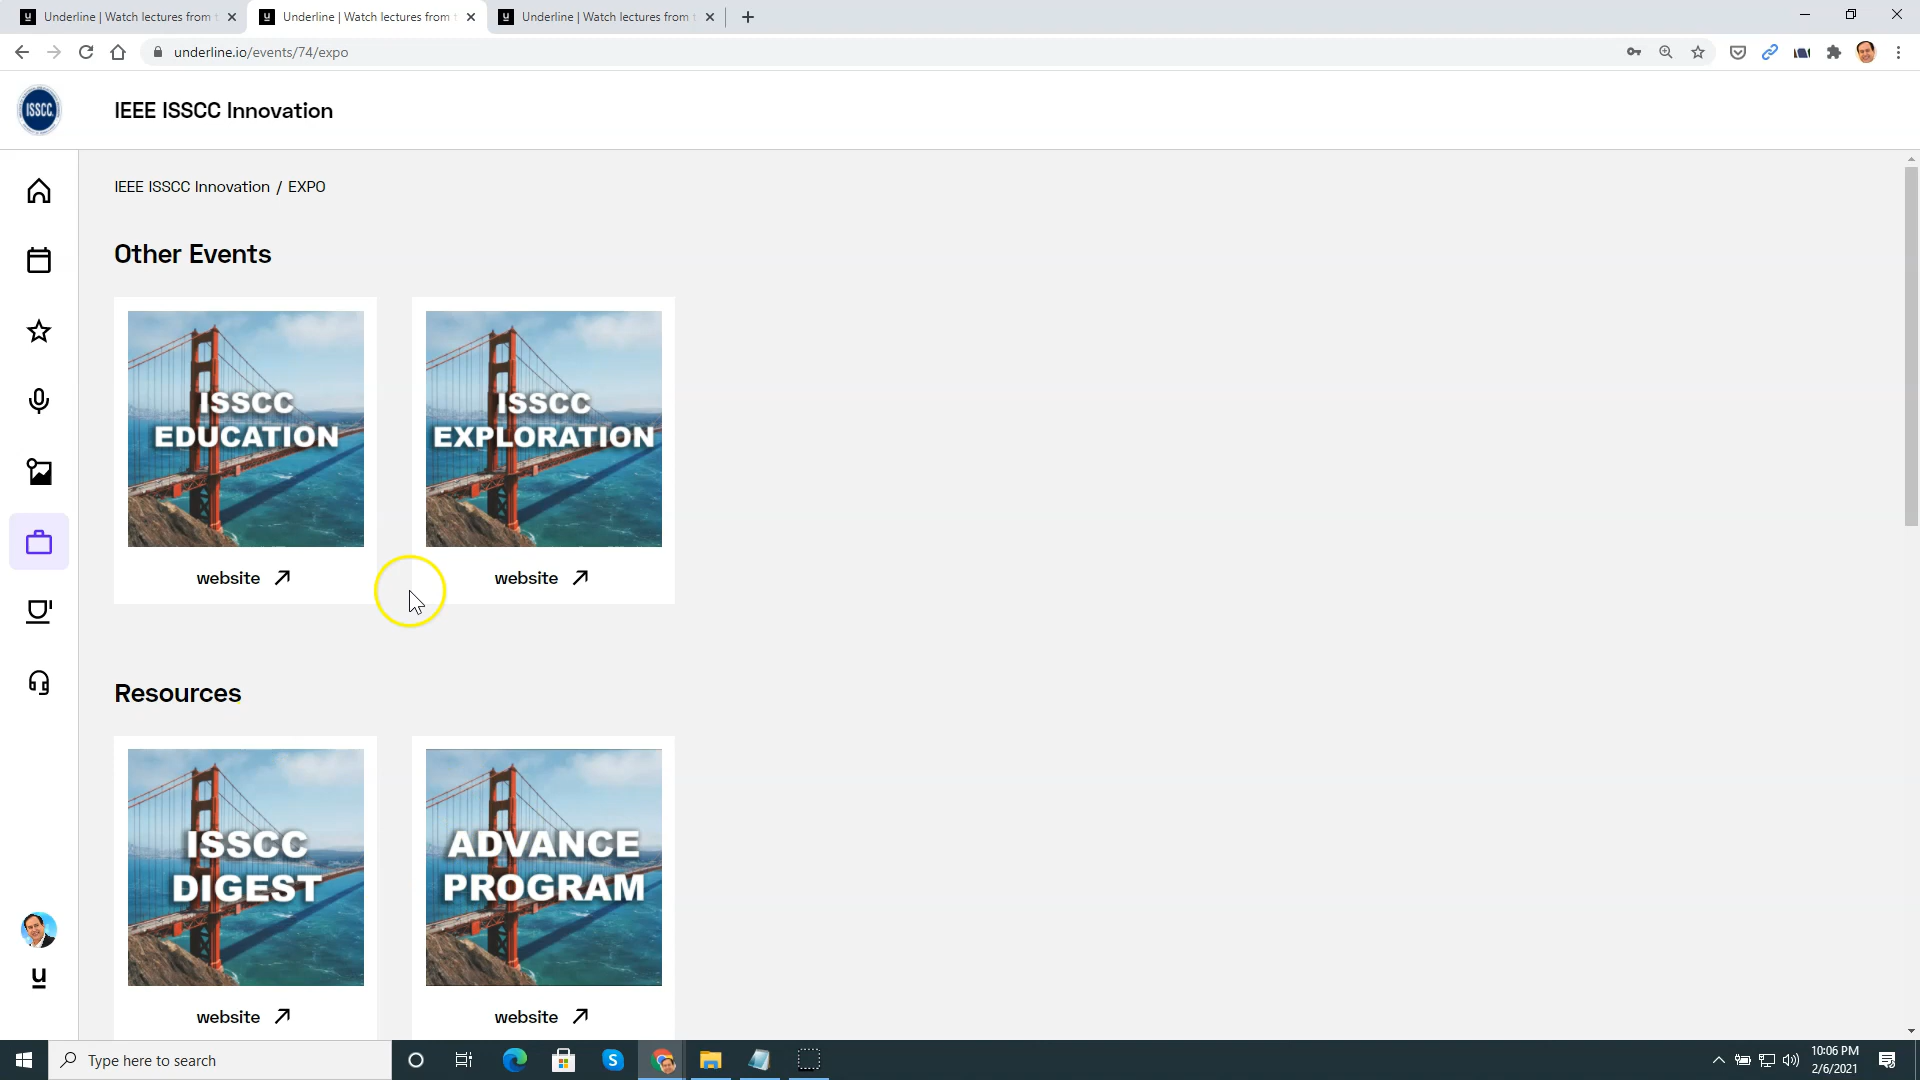 Underline | Watch lectures from
Underline | Watch lectures from
Underline | Watch lectures from
underline.io/events/74/expo
ISSCC
IEEE ISSCC Innovation
IEEE ISSCC Innovation / EXPO
Other Events
ISSCC
EDUCATION
ISSCC
EXPLORATION
website
website
Resources
ISSCC
DIGEST
ADVANCE
PROGRAM
website
website
u
Type here to search
10:06 PM
2/6/2021